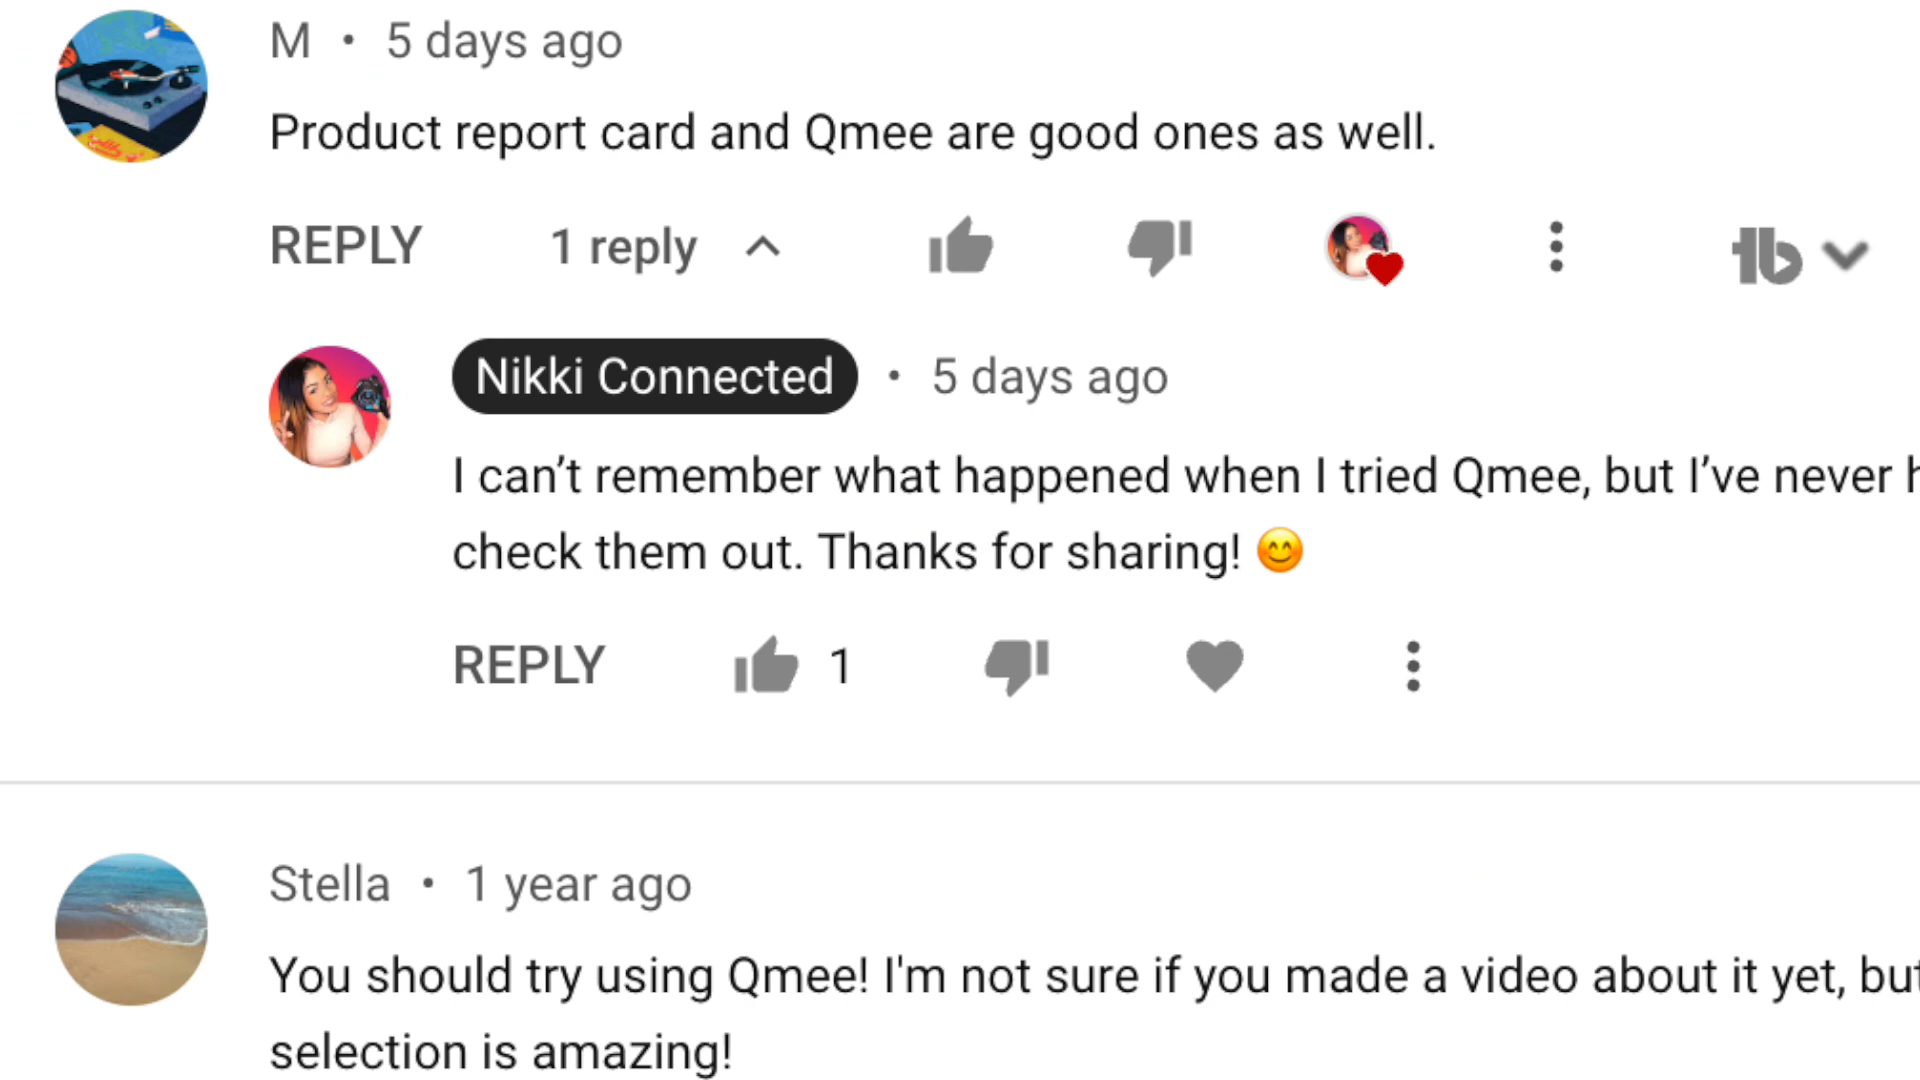 M • 5 days ago
Product report card and Qmee are good ones as well.
REPLY 1 reply
tb
Nikki Connected • 5 days ago
I can’t remember what happened when I tried Qmee, but I’ve never
check them out. Thanks for sharing! 😊
REPLY 1
Stella • 1 year ago
You should try using Qmee! I'm not sure if you made a video about it yet, but
selection is amazing!